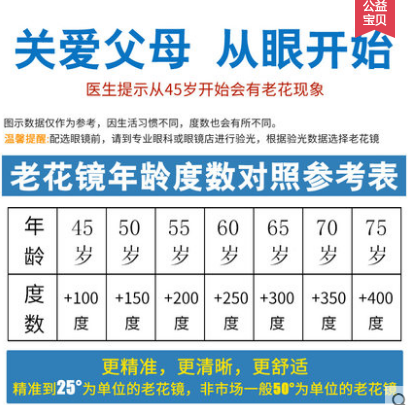 公益
宝贝
关爱父母 从眼开始
医生提示从45岁开始会有老花现象
图示数据仅作为参考，因生活习惯不同，度数也会有所不同。
温馨提醒:配选眼镜前，请到专业眼科或眼镜店进行验光，根据验光数据选择老花镜
老花镜年龄度数对照参考表
年龄 45岁 50岁 55岁 60岁 65岁 70岁 75岁
度数 +100度 +150度 +200度 +250度 +300度 +350度 +400度
更精准，更清晰，更舒适
精准到25°为单位的老花镜，非市场一般50°为单位的老花镜